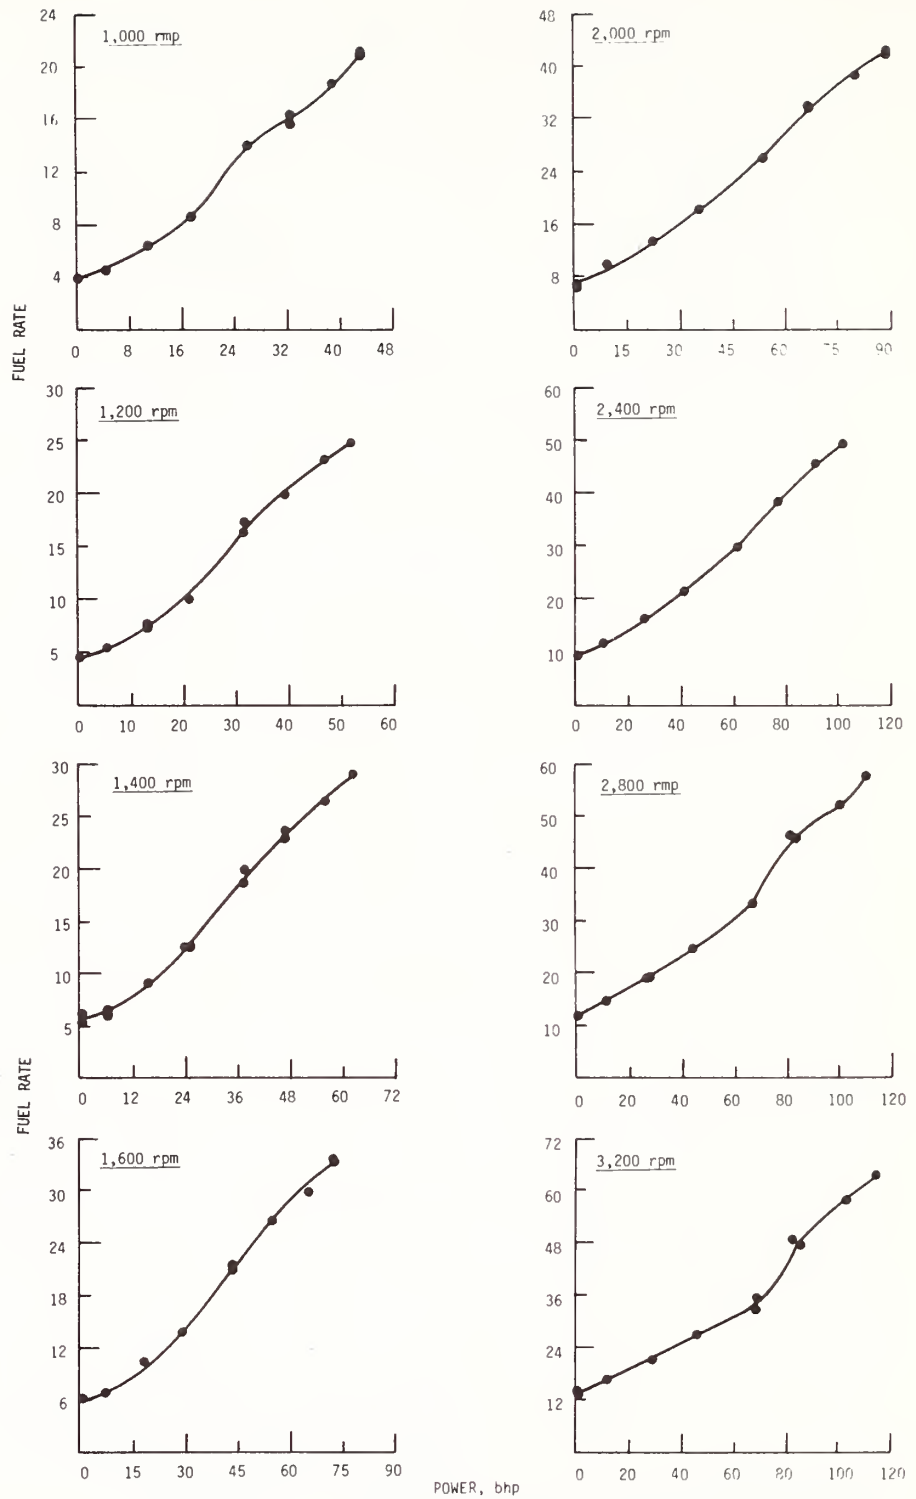 24
1,000 rmp
20
16
12
8
4
0 8 16 24 32 40 48
48
2,000 rpm
40
32
24
16
8
0 15 30 45 60 75 90
FUEL RATE
30
1,200 rpm
25
20
15
10
5
0 10 20 30 40 50 60
60
2,400 rpm
50
40
30
20
10
0 20 40 60 80 100 120
30
1,400 rpm
25
20
15
10
5
0 12 24 36 48 60 72
60
2,800 rmp
50
40
30
20
10
0 20 40 60 80 100 120
FUEL RATE
36
1,600 rpm
30
24
18
12
6
0 15 30 45 60 75 90
72
3,200 rpm
60
48
36
24
12
0 20 40 60 80 100 120
POWER, bhp